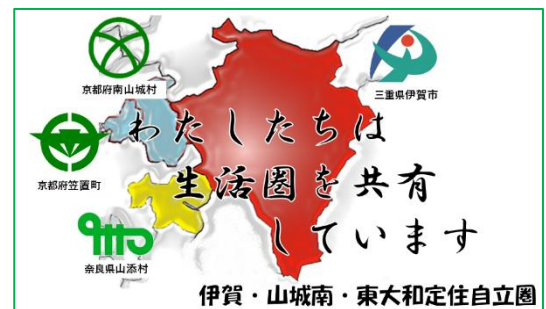 京都府南山城村
三重県伊賀市
わたしたちは
京都府笠置町
生活圏を共有
しています
奈良県山添村
伊賀・山城南・東大和定住自立圏